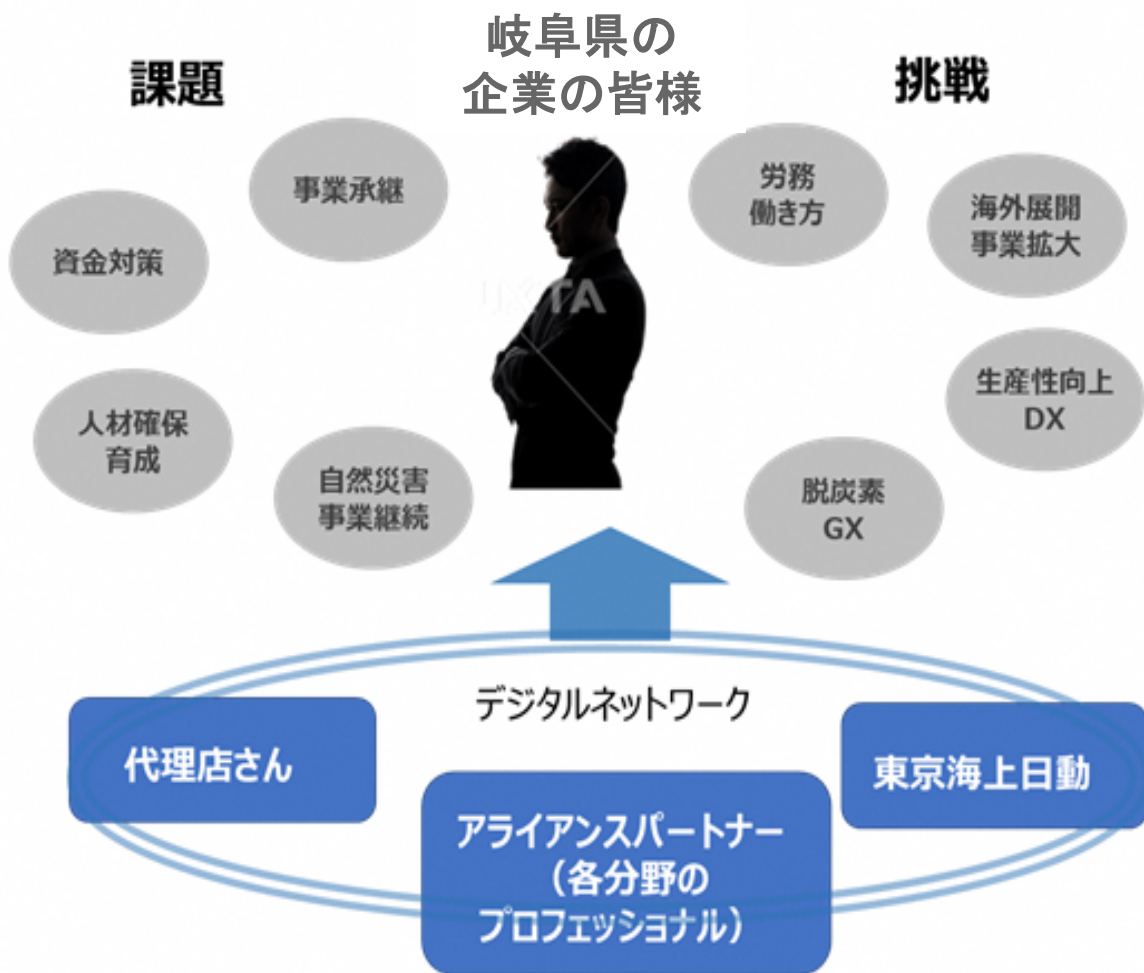 岐阜県の
企業の皆様
課題
挑戦
事業承継
資金対策
人材確保
育成
自然災害
事業継続
労務
働き方
海外展開
事業拡大
生産性向上
DX
脱炭素
GX
デジタルネットワーク
代理店さん
アライアンスパートナー
（各分野の
プロフェッショナル）
東京海上日動